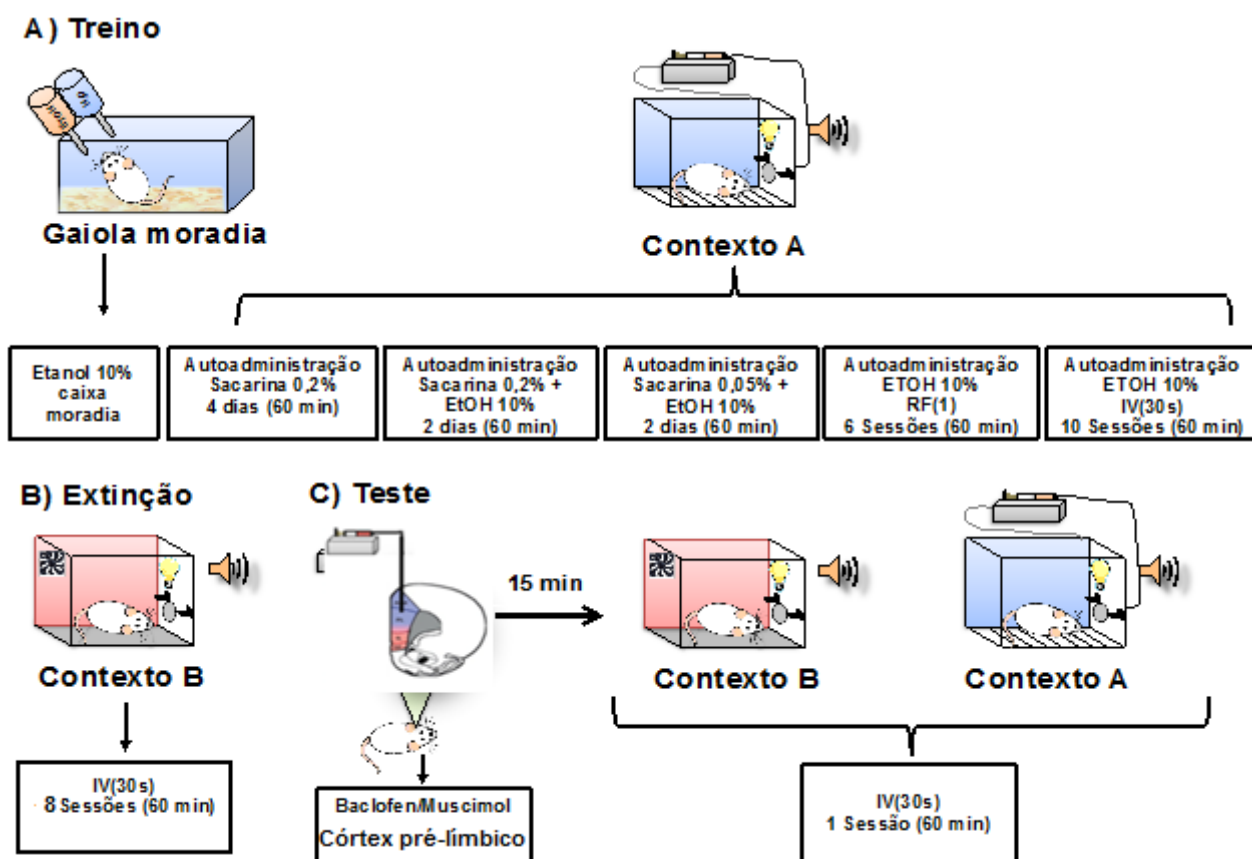 A) Treino
Gaiola moradia
Contexto A
Etanol 10%
caixa
moradia
Autoadministração
Sacarina 0,2%
4 dias (60 min)
Autoadministração
Sacarina 0,2% +
EtOH 10%
2 dias (60 min)
Autoadministração
Sacarina 0,05% +
EtOH 10%
2 dias (60 min)
Autoadministração
ETOH 10%
RF(1)
6 Sessões (60 min)
Autoadministração
ETOH 10%
IV(30s)
10 Sessões (60 min)
B) Extinção
Contexto B
IV(30s)
8 Sessões (60 min)
C) Teste
15 min
Baclofen/Muscimol
Córtex pré-límbico
Contexto B
Contexto A
IV(30s)
1 Sessão (60 min)